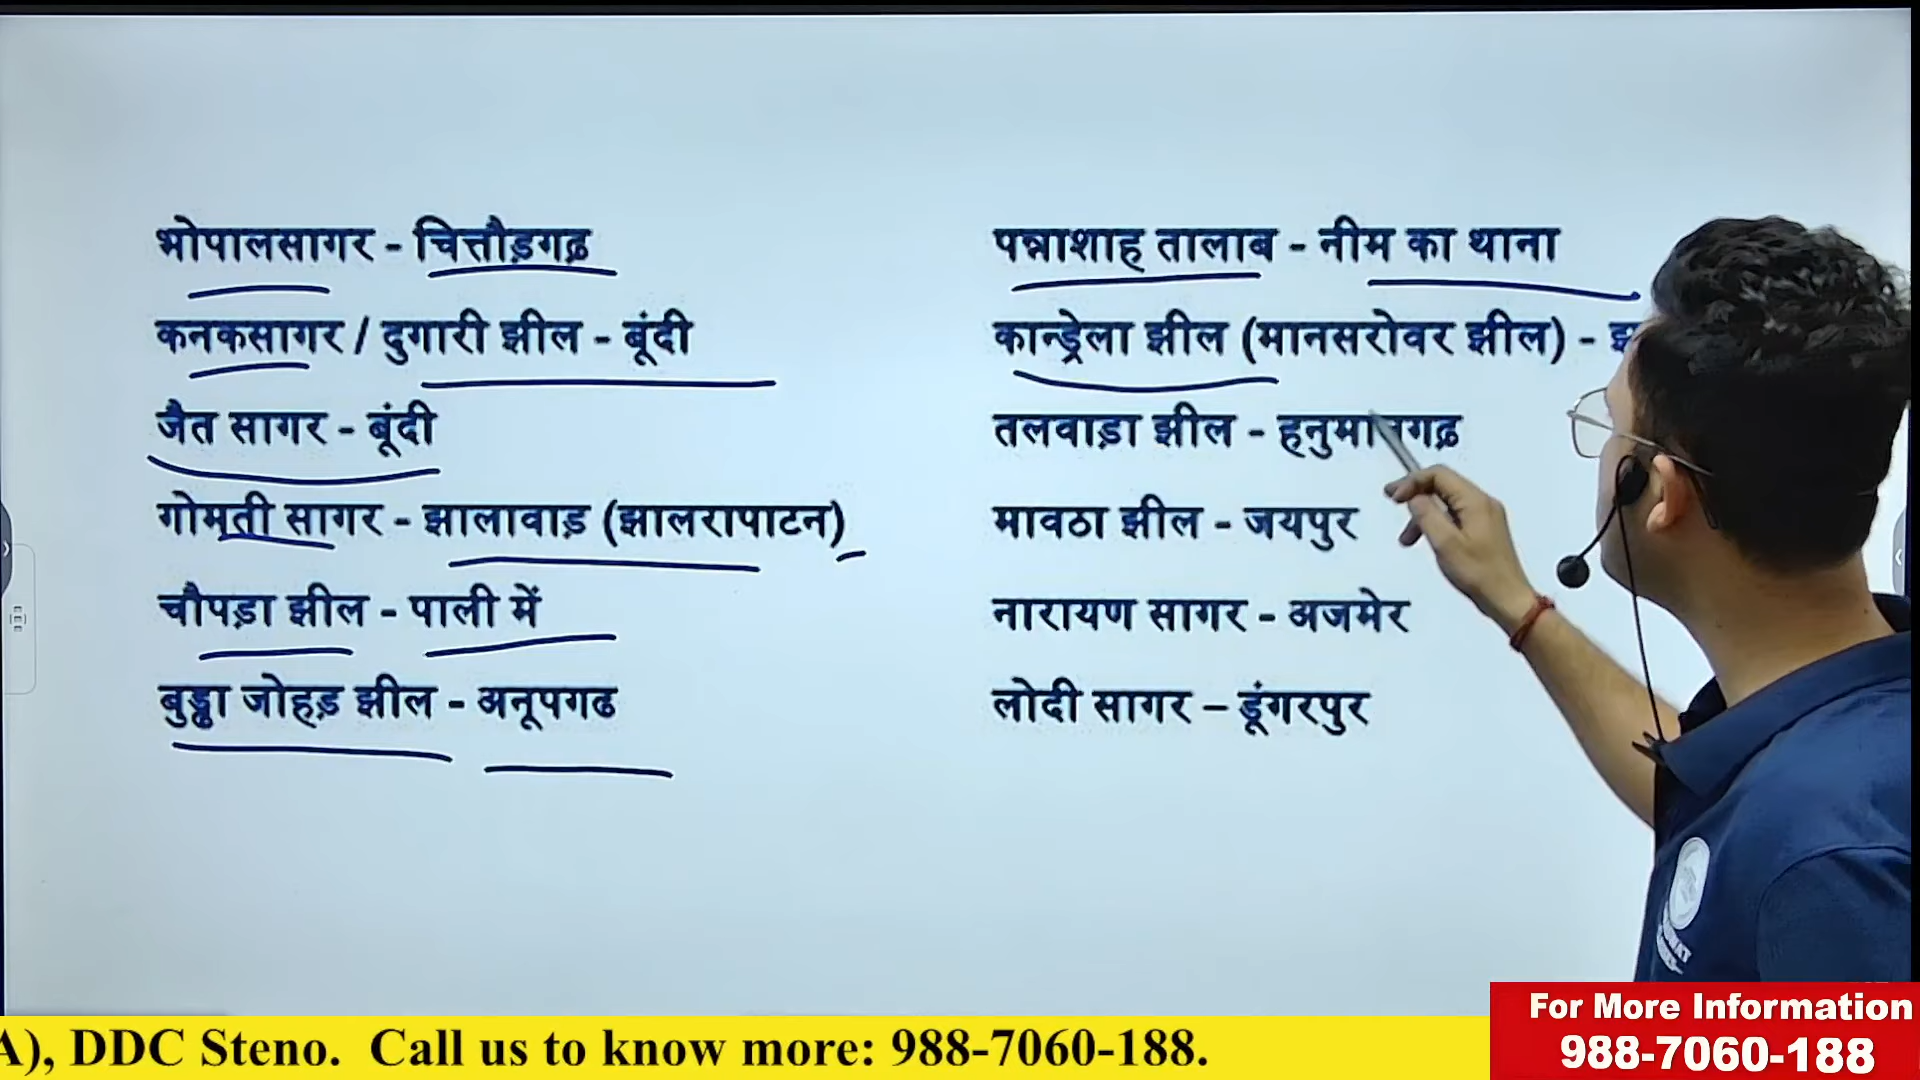 भोपालसागर - चित्तौड़गढ़
कनकसागर / दुगारी झील - बूंदी
जैत सागर - बूंदी
गोमती सागर - झालावाड़ (झालरापाटन)
चौपड़ा झील - पाली में
बुड्ढा जोहड़ झील - अनूपगढ
पन्नाशाह तालाब - नीम का थाना
कान्ड्रेला झील (मानसरोवर झील) -
तलवाड़ा झील - हनुमानगढ़
मावठा झील - जयपुर
नारायण सागर - अजमेर
लोदी सागर – डूंगरपुर
A), DDC Steno. Call us to know more: 988-7060-188.
For More Information
988-7060-188